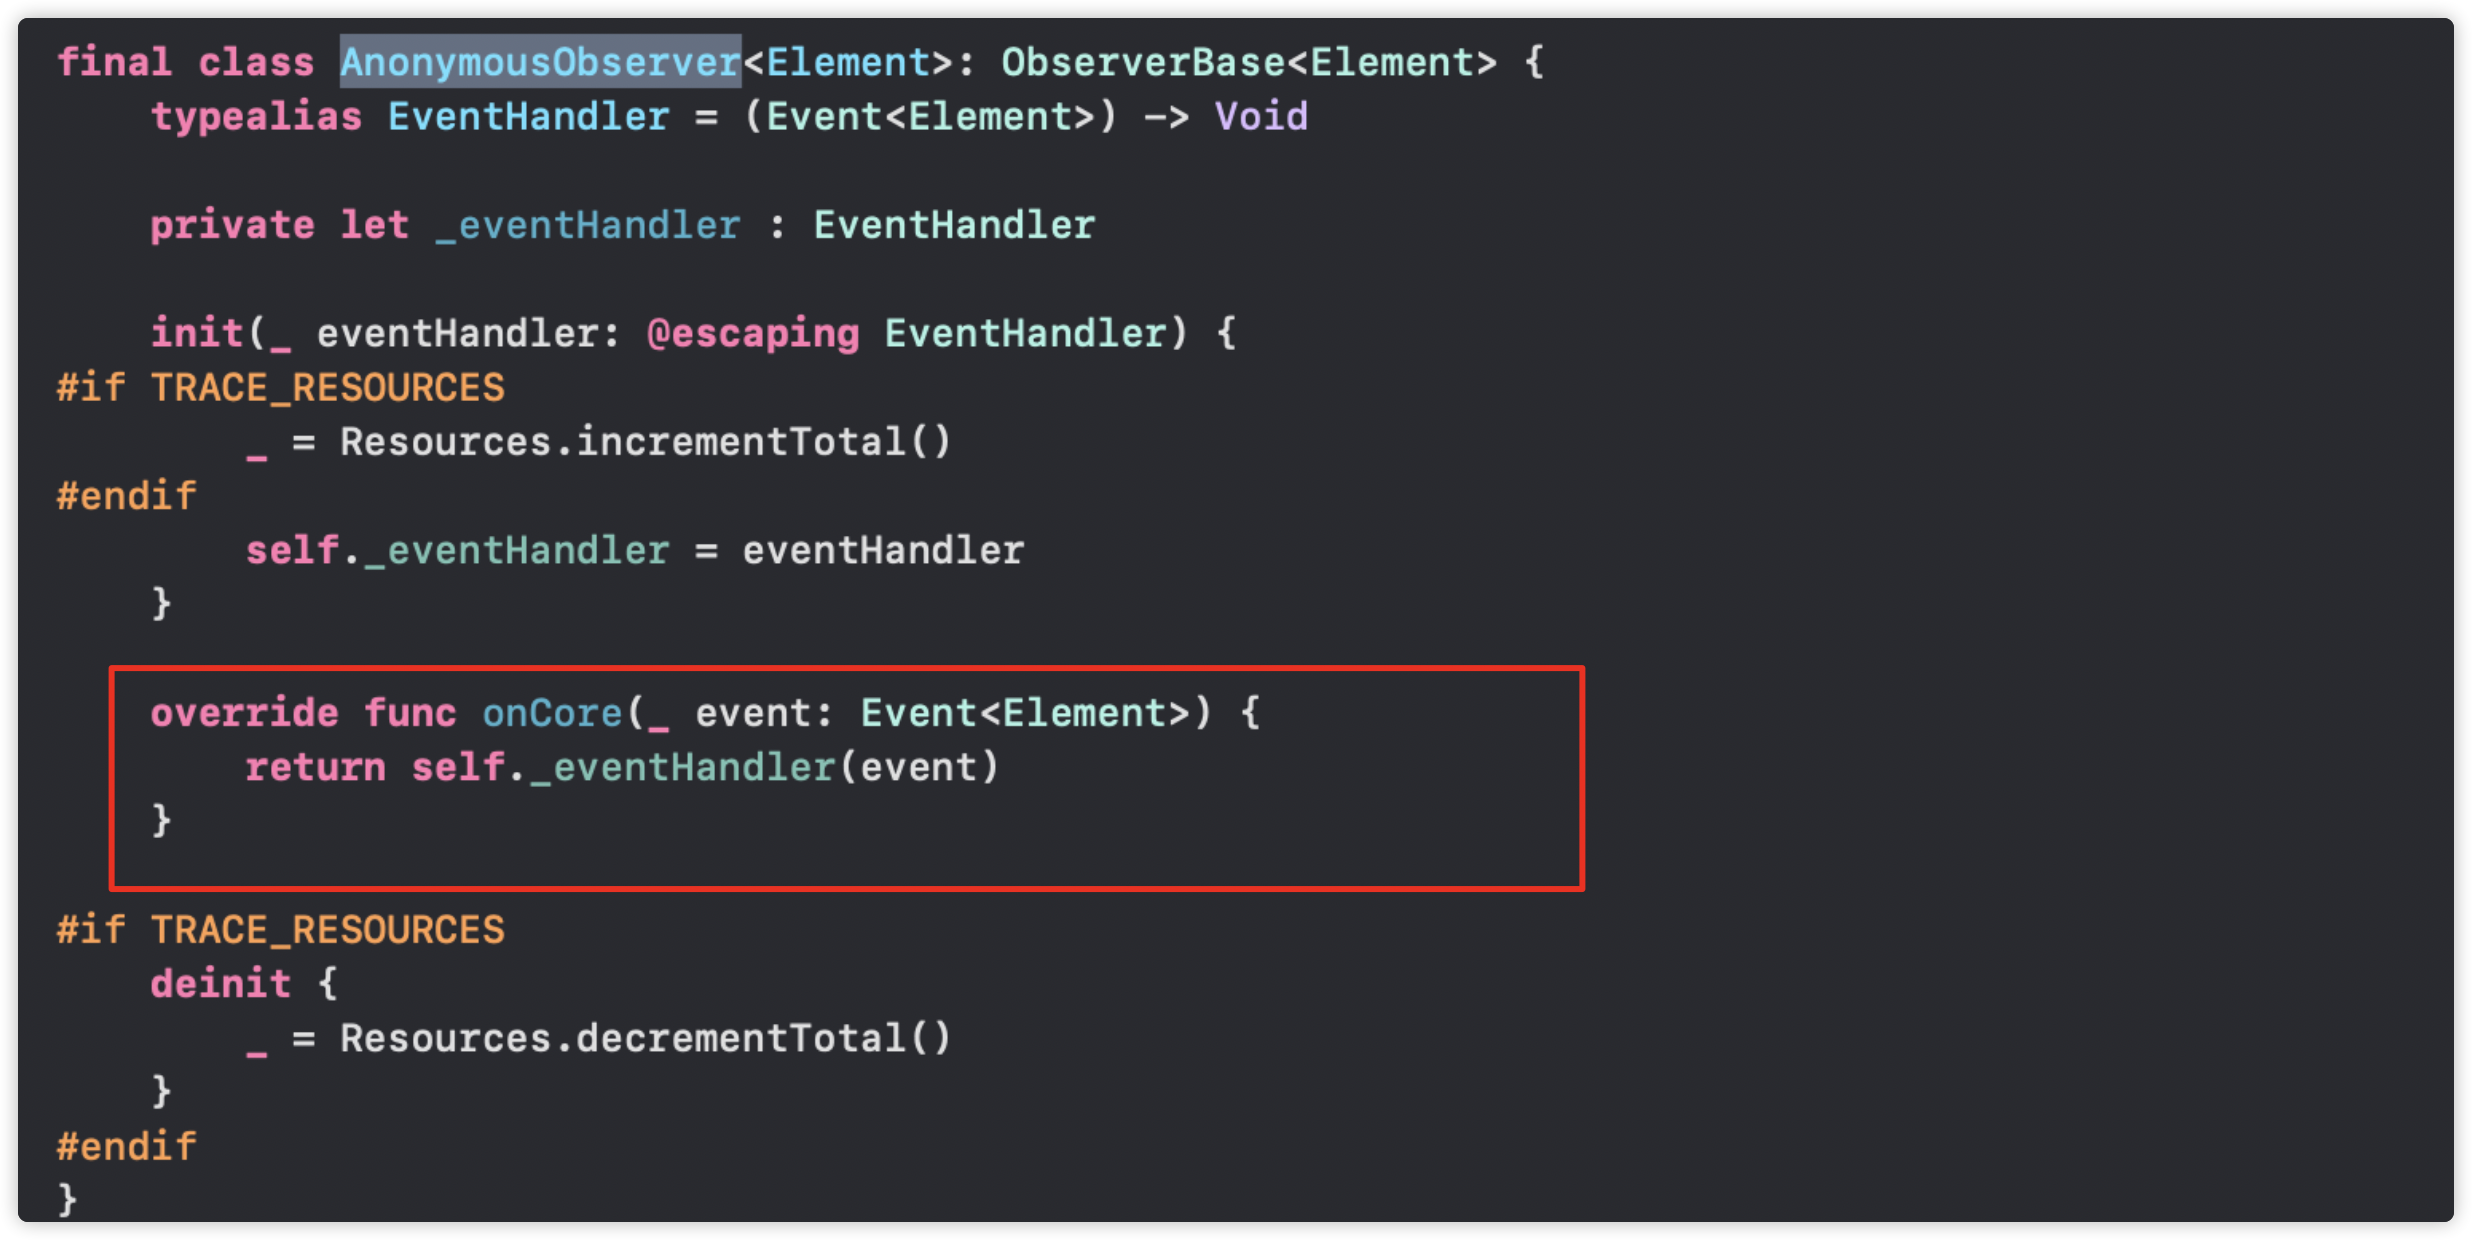 final class AnonymousObserver<Element>: ObserverBase<Element> {
    typealias EventHandler = (Event<Element>) -> Void

    private let _eventHandler : EventHandler

    init(_ eventHandler: @escaping EventHandler) {
#if TRACE_RESOURCES
        _ = Resources.incrementTotal()
#endif
        self._eventHandler = eventHandler
    }

    override func onCore(_ event: Event<Element>) {
        return self._eventHandler(event)
    }

#if TRACE_RESOURCES
    deinit {
        _ = Resources.decrementTotal()
    }
#endif
}